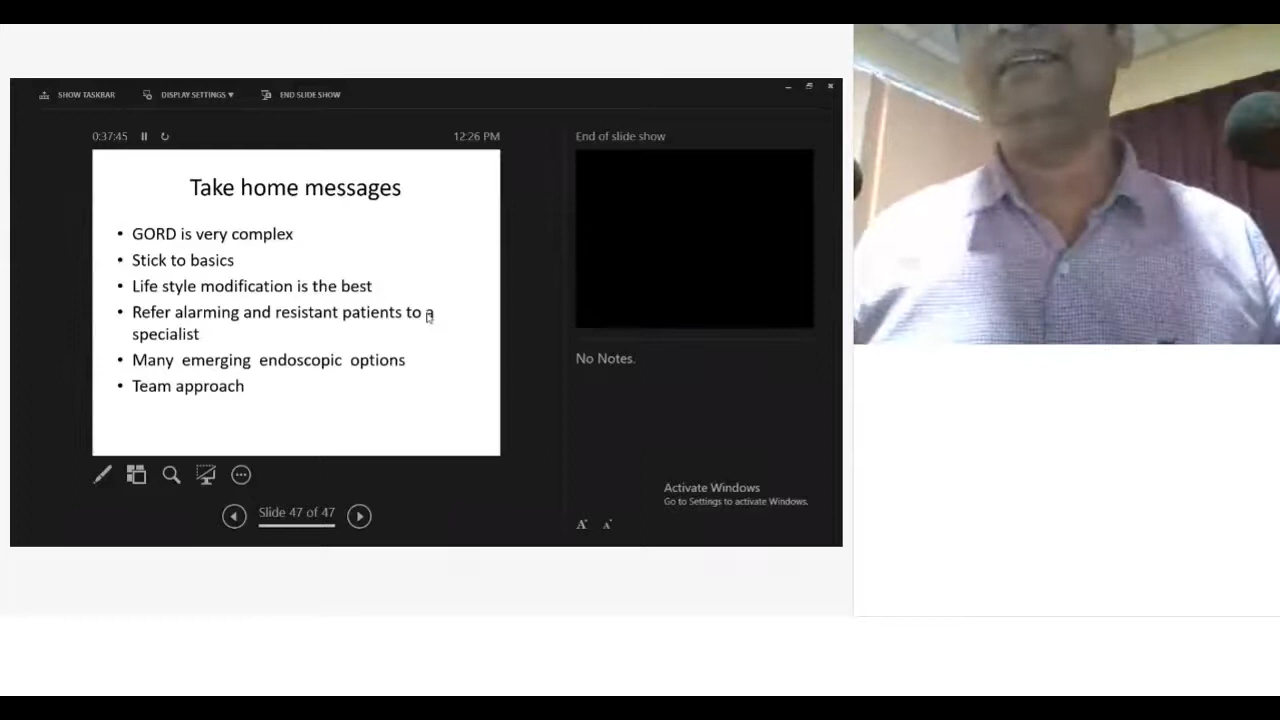 SHOW TASKBAR DISPLAY SETTINGS ▼ END SLIDE SHOW
0:37:45 12:26 PM
Take home messages
• GORD is very complex
• Stick to basics
• Life style modification is the best
• Refer alarming and resistant patients to a
specialist
• Many emerging endoscopic options
• Team approach
Slide 47 of 47
End of slide show
No Notes.
Activate Windows
Go to Settings to activate Windows.
A A